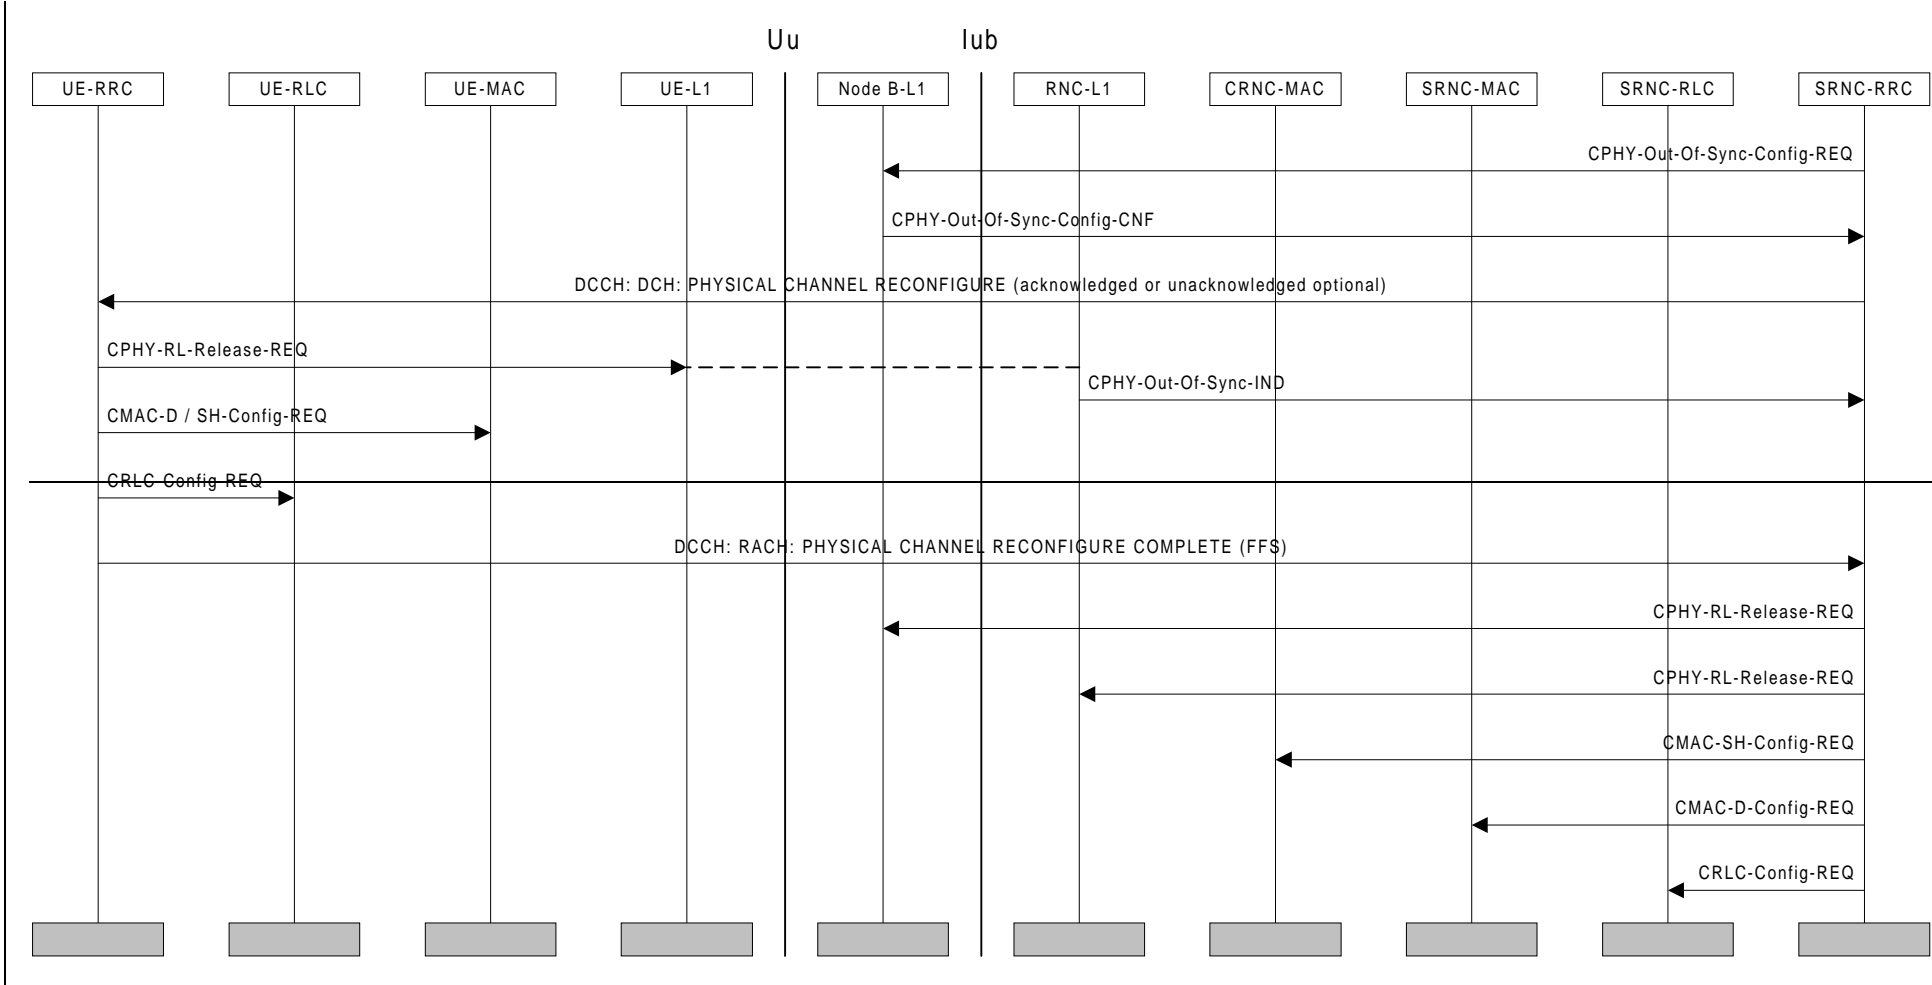 Uu Iub
UE-RRC UE-RLC UE-MAC UE-L1 Node B-L1 RNC-L1 CRNC-MAC SRNC-MAC SRNC-RLC SRNC-RRC
CPHY-Out-Of-Sync-Config-REQ
CPHY-Out-Of-Sync-Config-CNF
DCCH: DCH: PHYSICAL CHANNEL RECONFIGURE (acknowledged or unacknowledged optional)
CPHY-RL-Release-REQ
CPHY-Out-Of-Sync-IND
CMAC-D / SH-Config-REQ
CRLC-Config-REQ
DCCH: RACH: PHYSICAL CHANNEL RECONFIGURE COMPLETE (FFS)
CPHY-RL-Release-REQ
CPHY-RL-Release-REQ
CMAC-SH-Config-REQ
CMAC-D-Config-REQ
CRLC-Config-REQ